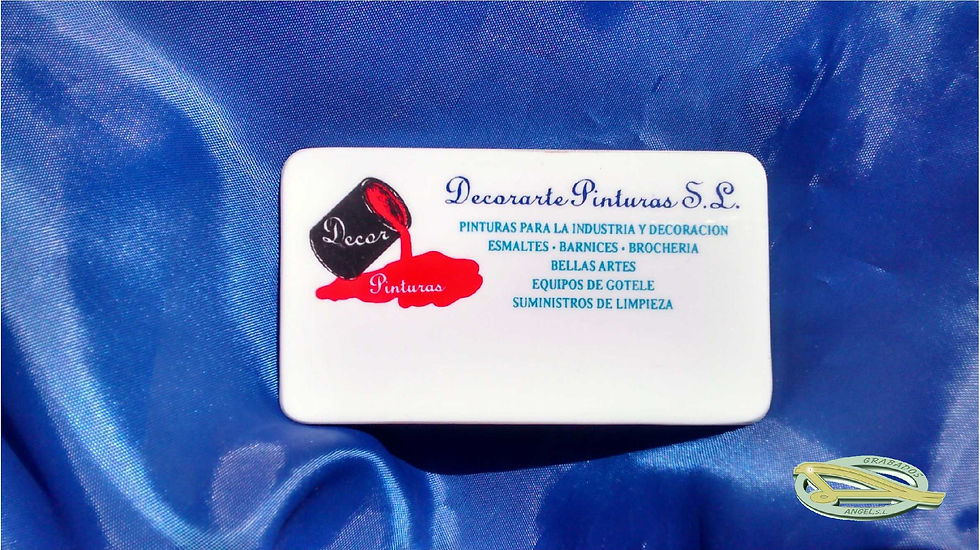 Decorarte Pinturas S.L.
Decor
Pinturas
PINTURAS PARA LA INDUSTRIA Y DECORACION
ESMALTES · BARNICES · BROCHERIA
BELLAS ARTES
EQUIPOS DE GOTELE
SUMINISTROS DE LIMPIEZA
GRABADOS
ANGEL, S.L.